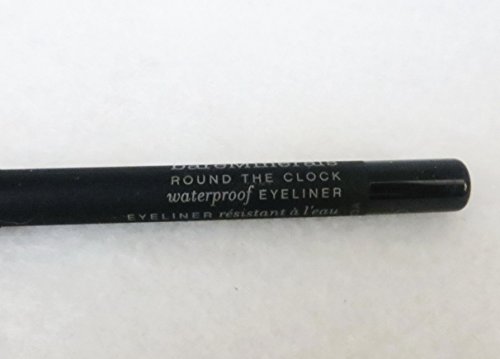 bareMinerals
ROUND THE CLOCK
waterproof EYELINER
EYELINER résistant à l'eau